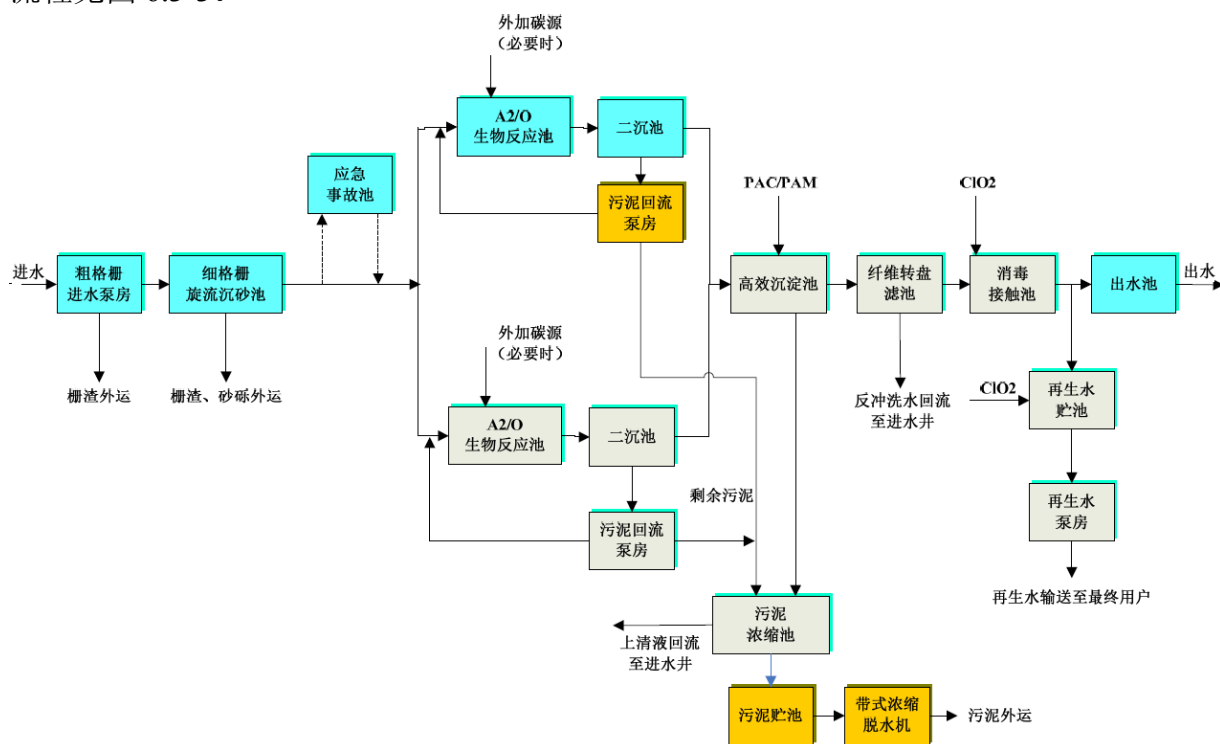 外加碳源
（必要时）
A2/O
生物反应池
二沉池
应急
事故池
污泥回流
泵房
PAC/PAM
ClO2
进水
粗格栅
进水泵房
细格栅
旋流沉砂池
高效沉淀池
纤维转盘
滤池
消毒
接触池
出水池
出水
栅渣外运
栅渣、砂砾外运
外加碳源
（必要时）
反冲洗水回流
至进水井
ClO2
再生水
贮池
A2/O
生物反应池
二沉池
剩余污泥
污泥回流
泵房
再生水
泵房
再生水输送至最终用户
污泥
浓缩池
上清液回流
至进水井
污泥贮池
带式浓缩
脱水机
污泥外运